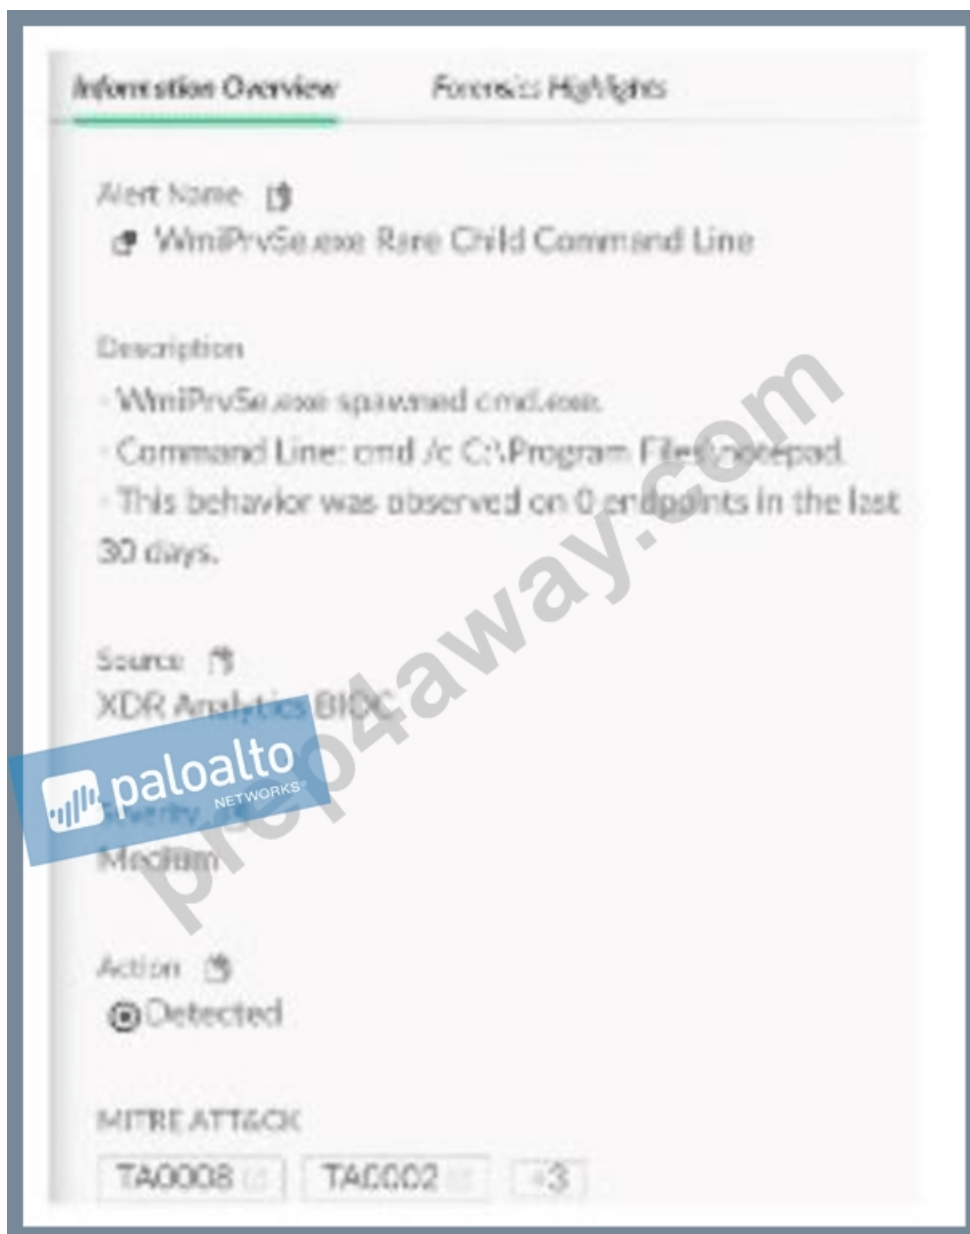 Information Overview Forensics Highlights
Alert Name
WmiPrvSe.exe Rare Child Command Line
Description
- WmiPrvSe.exe spawned cmd.exe.
- Command Line: cmd /c C:\Program Files\notepad.
- This behavior was observed on 0 endpoints in the last
30 days.
Source
XDR Analytics BIOC
paloalto
NETWORKS
Severity
Medium
Action
Detected
MITRE ATT&CK
TA0008 TA0002 +3
prep4away.com